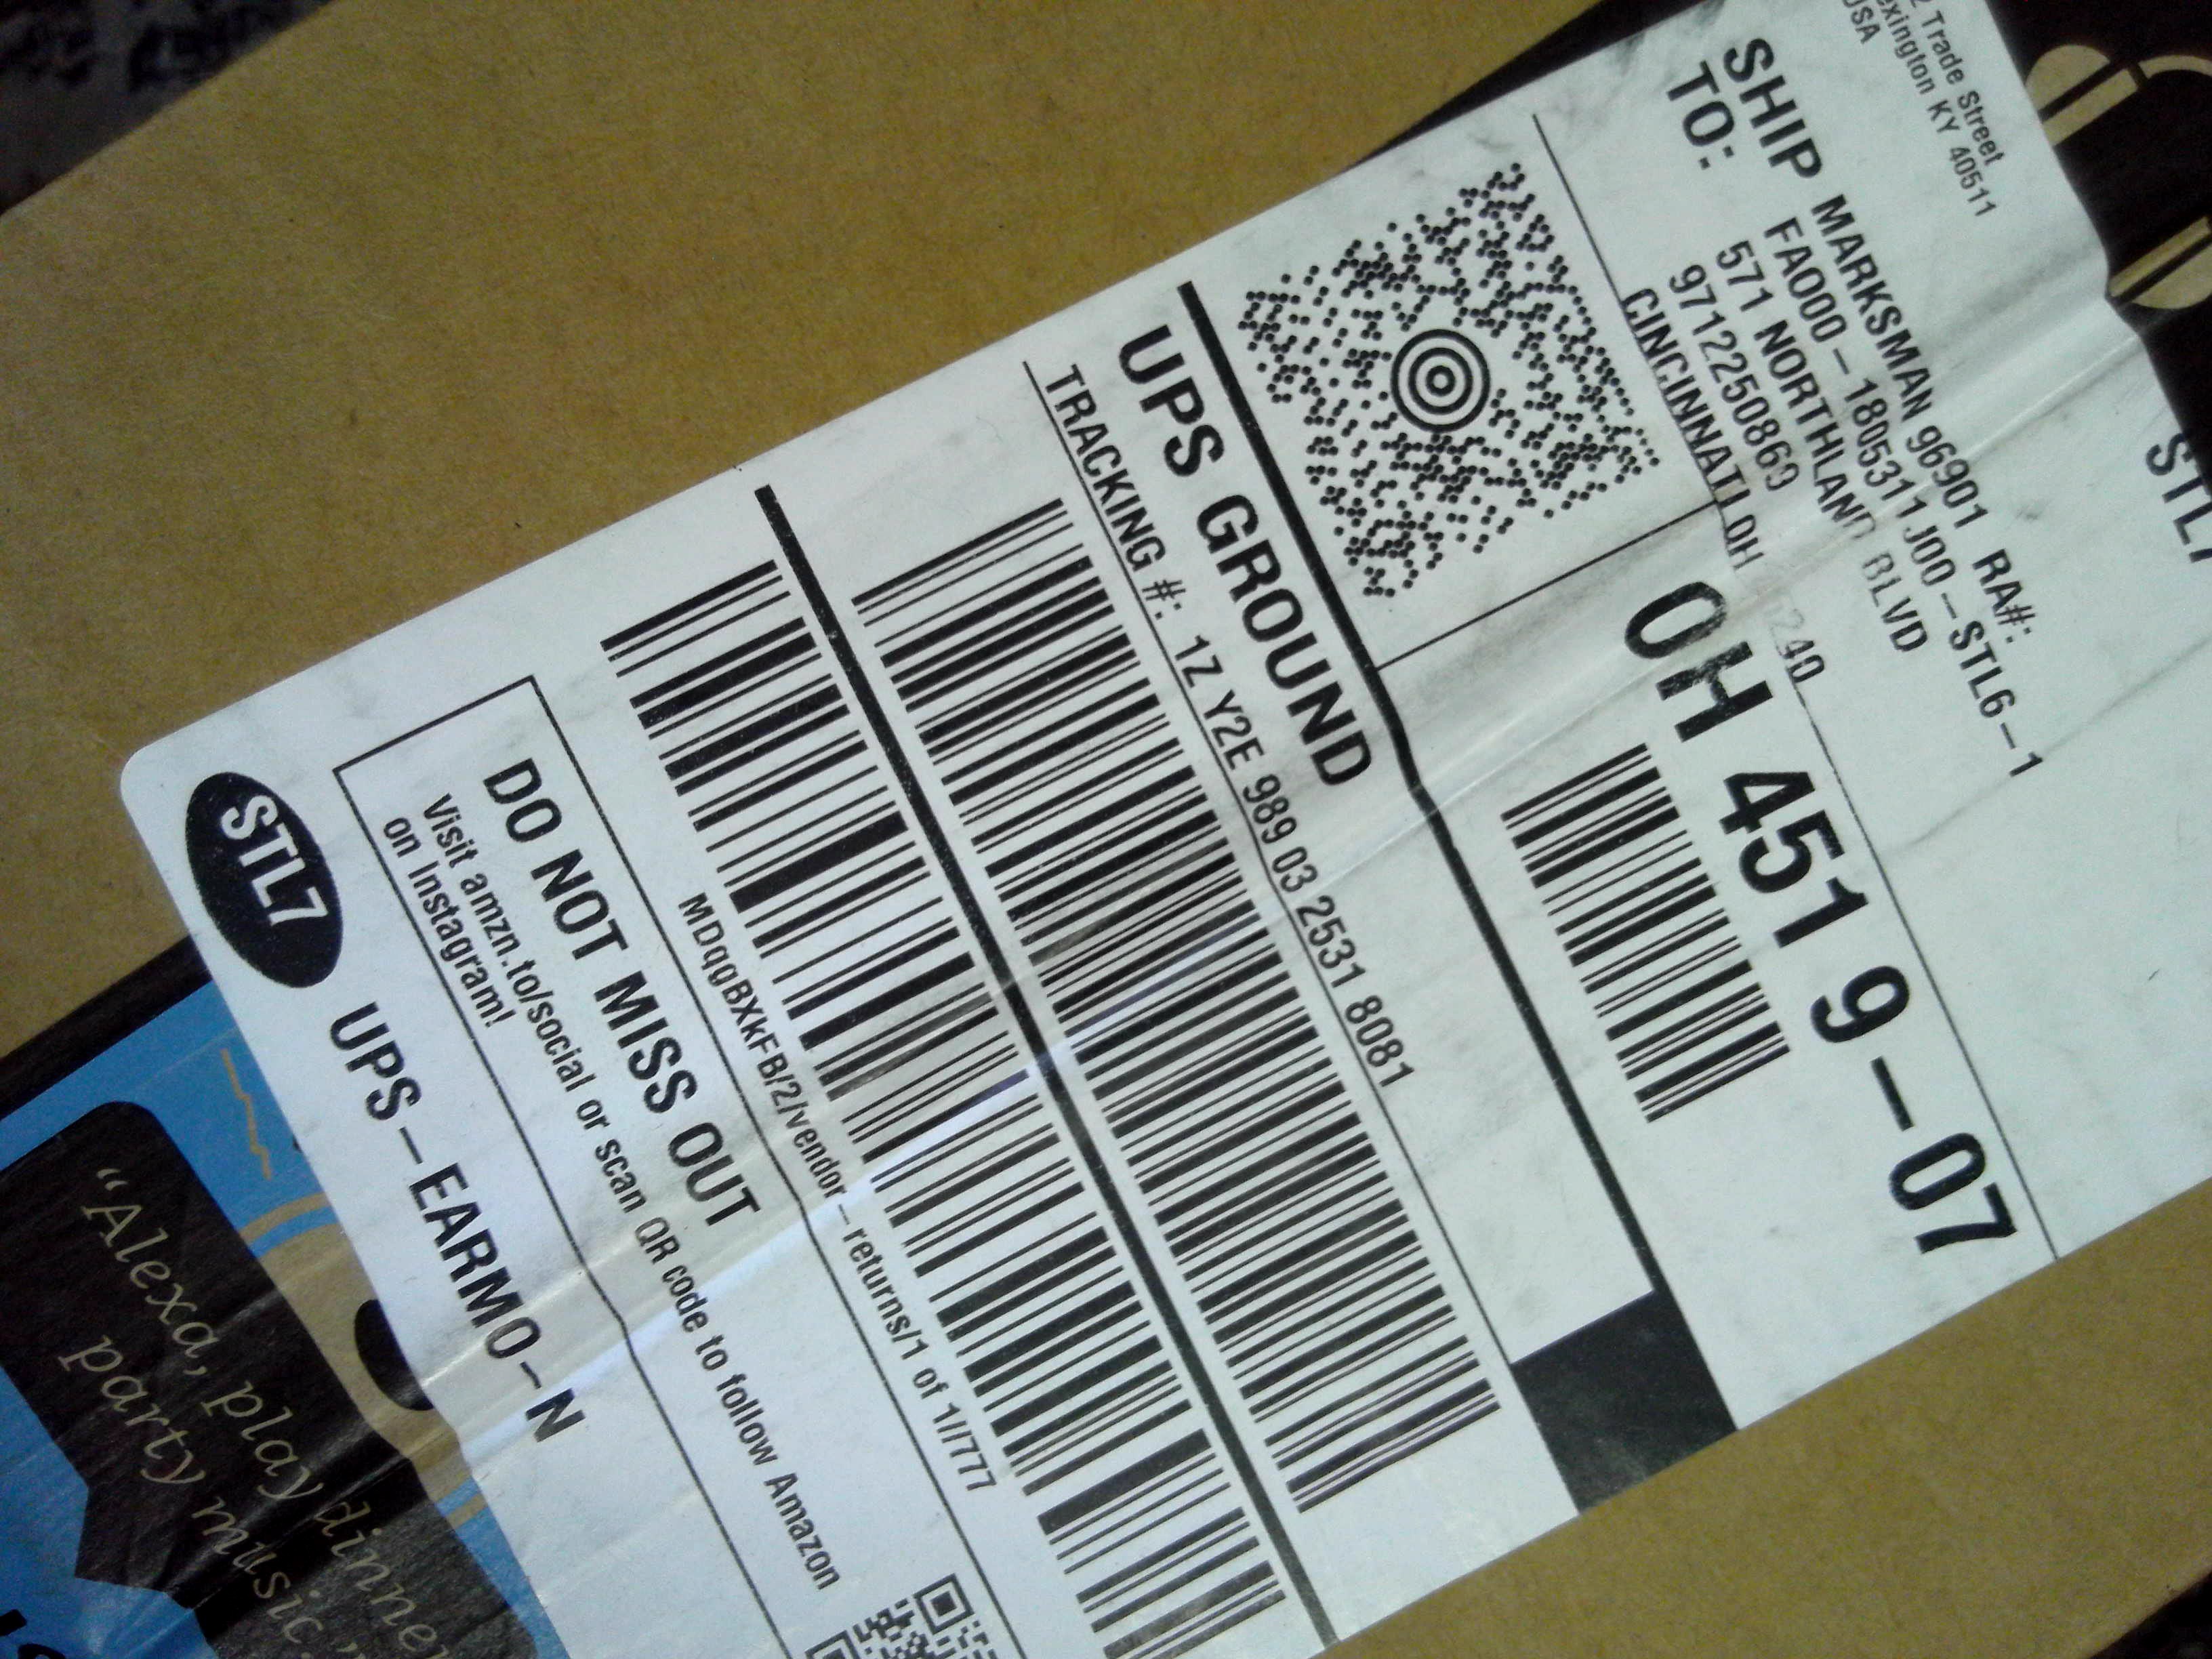 Trade Street
Lexington KY 40511
USA
STL7
SHIP
TO:
MARKSMAN 96901 RA#:
FA000-1805311J00-STL6-1
571 NORTHLAND BLVD
9712250869
CINCINNATI OH 45240
OH 451 9-07
UPS GROUND
TRACKING #: 1Z Y2E 989 03 2531 8081
MDqgBXkFB/2/vendor-returns/1 of 1//777
DO NOT MISS OUT
Visit amzn.to/social or scan QR code to follow Amazon
on Instagram!
STL7 UPS-EARMO-N
“Alexa, play dinner
party music.”